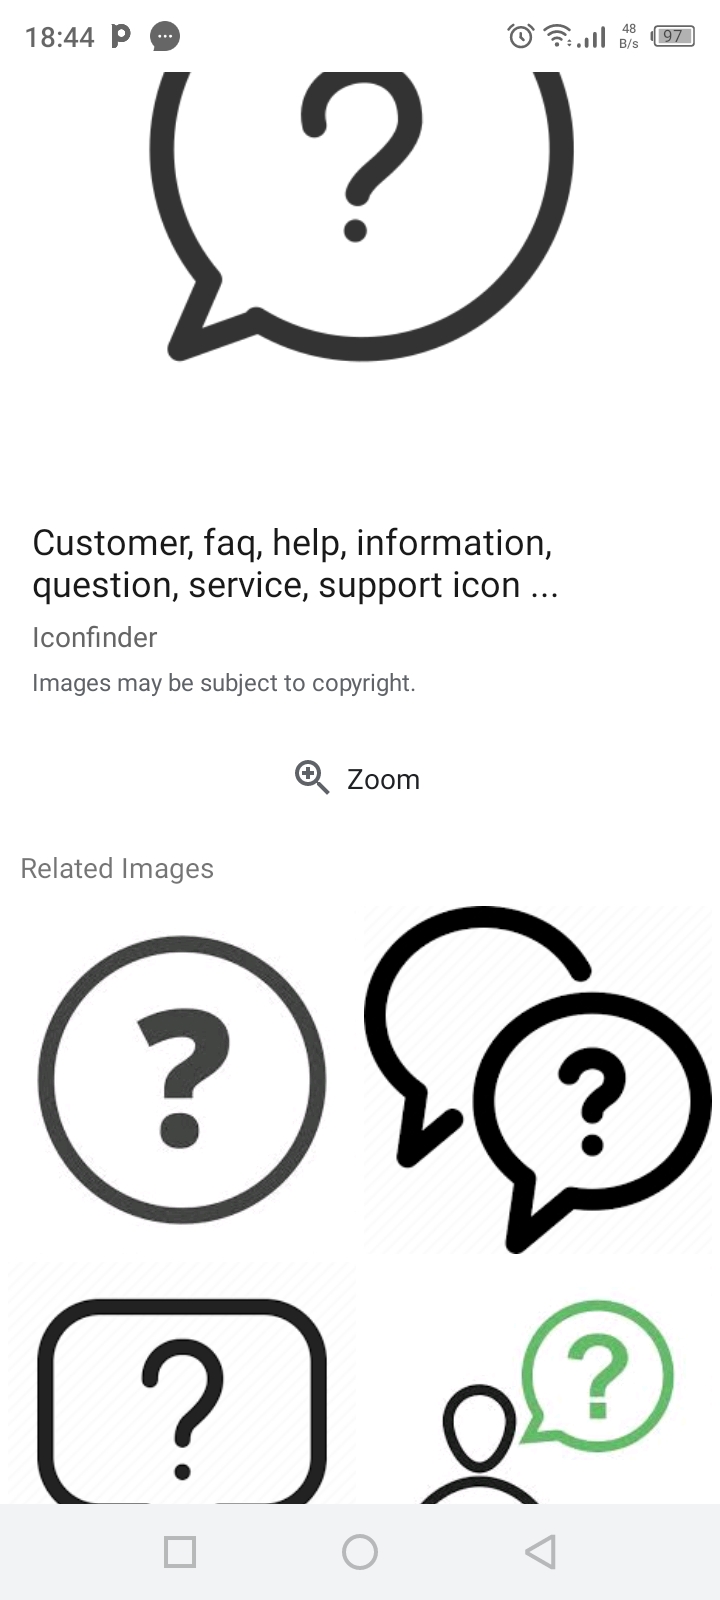 18:44
48
B/s
97
?
Customer, faq, help, information,
question, service, support icon ...
Iconfinder
Images may be subject to copyright.
Zoom
Related Images
?
?
?
?